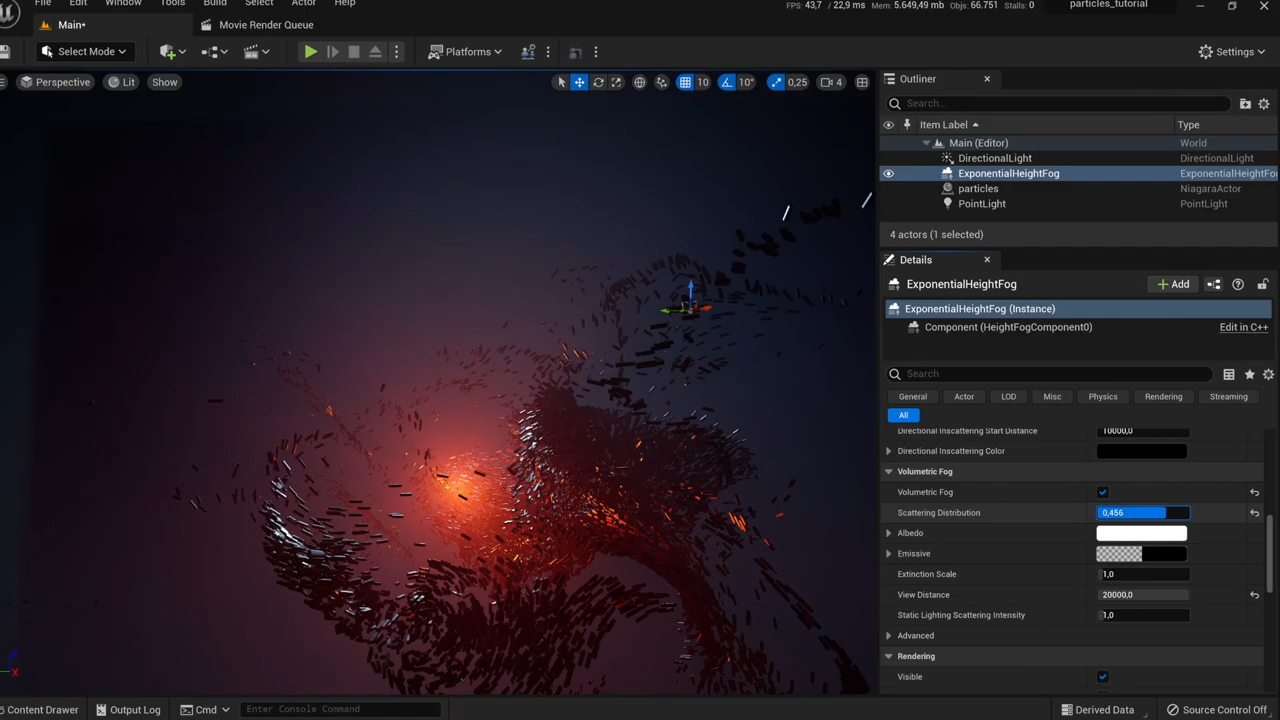 File Edit Window Tools Build Select Actor Help
FPS: 43,7 / 22,9 ms Mem: 5.649,49 mb Objs: 66.751 Stalls: 0 particles_tutorial
Main* Movie Render Queue
Select Mode Platforms Settings
Perspective Lit Show 10 10° 0,25 4
Outliner
Search...
Item Label Type
Main (Editor) World
DirectionalLight DirectionalLight
ExponentialHeightFog ExponentialHeightFo
particles NiagaraActor
PointLight PointLight
4 actors (1 selected)
Details
ExponentialHeightFog Add
ExponentialHeightFog (Instance)
Component (HeightFogComponent0) Edit in C++
Search
General Actor LOD Misc Physics Rendering Streaming
All
Directional Inscattering Start Distance 10000,0
Directional Inscattering Color
Volumetric Fog
Volumetric Fog
Scattering Distribution 0,456
Albedo
Emissive
Extinction Scale 1,0
View Distance 20000,0
Static Lighting Scattering Intensity 1,0
Advanced
Rendering
Visible
X
Content Drawer Output Log Cmd Enter Console Command Derived Data Source Control Off